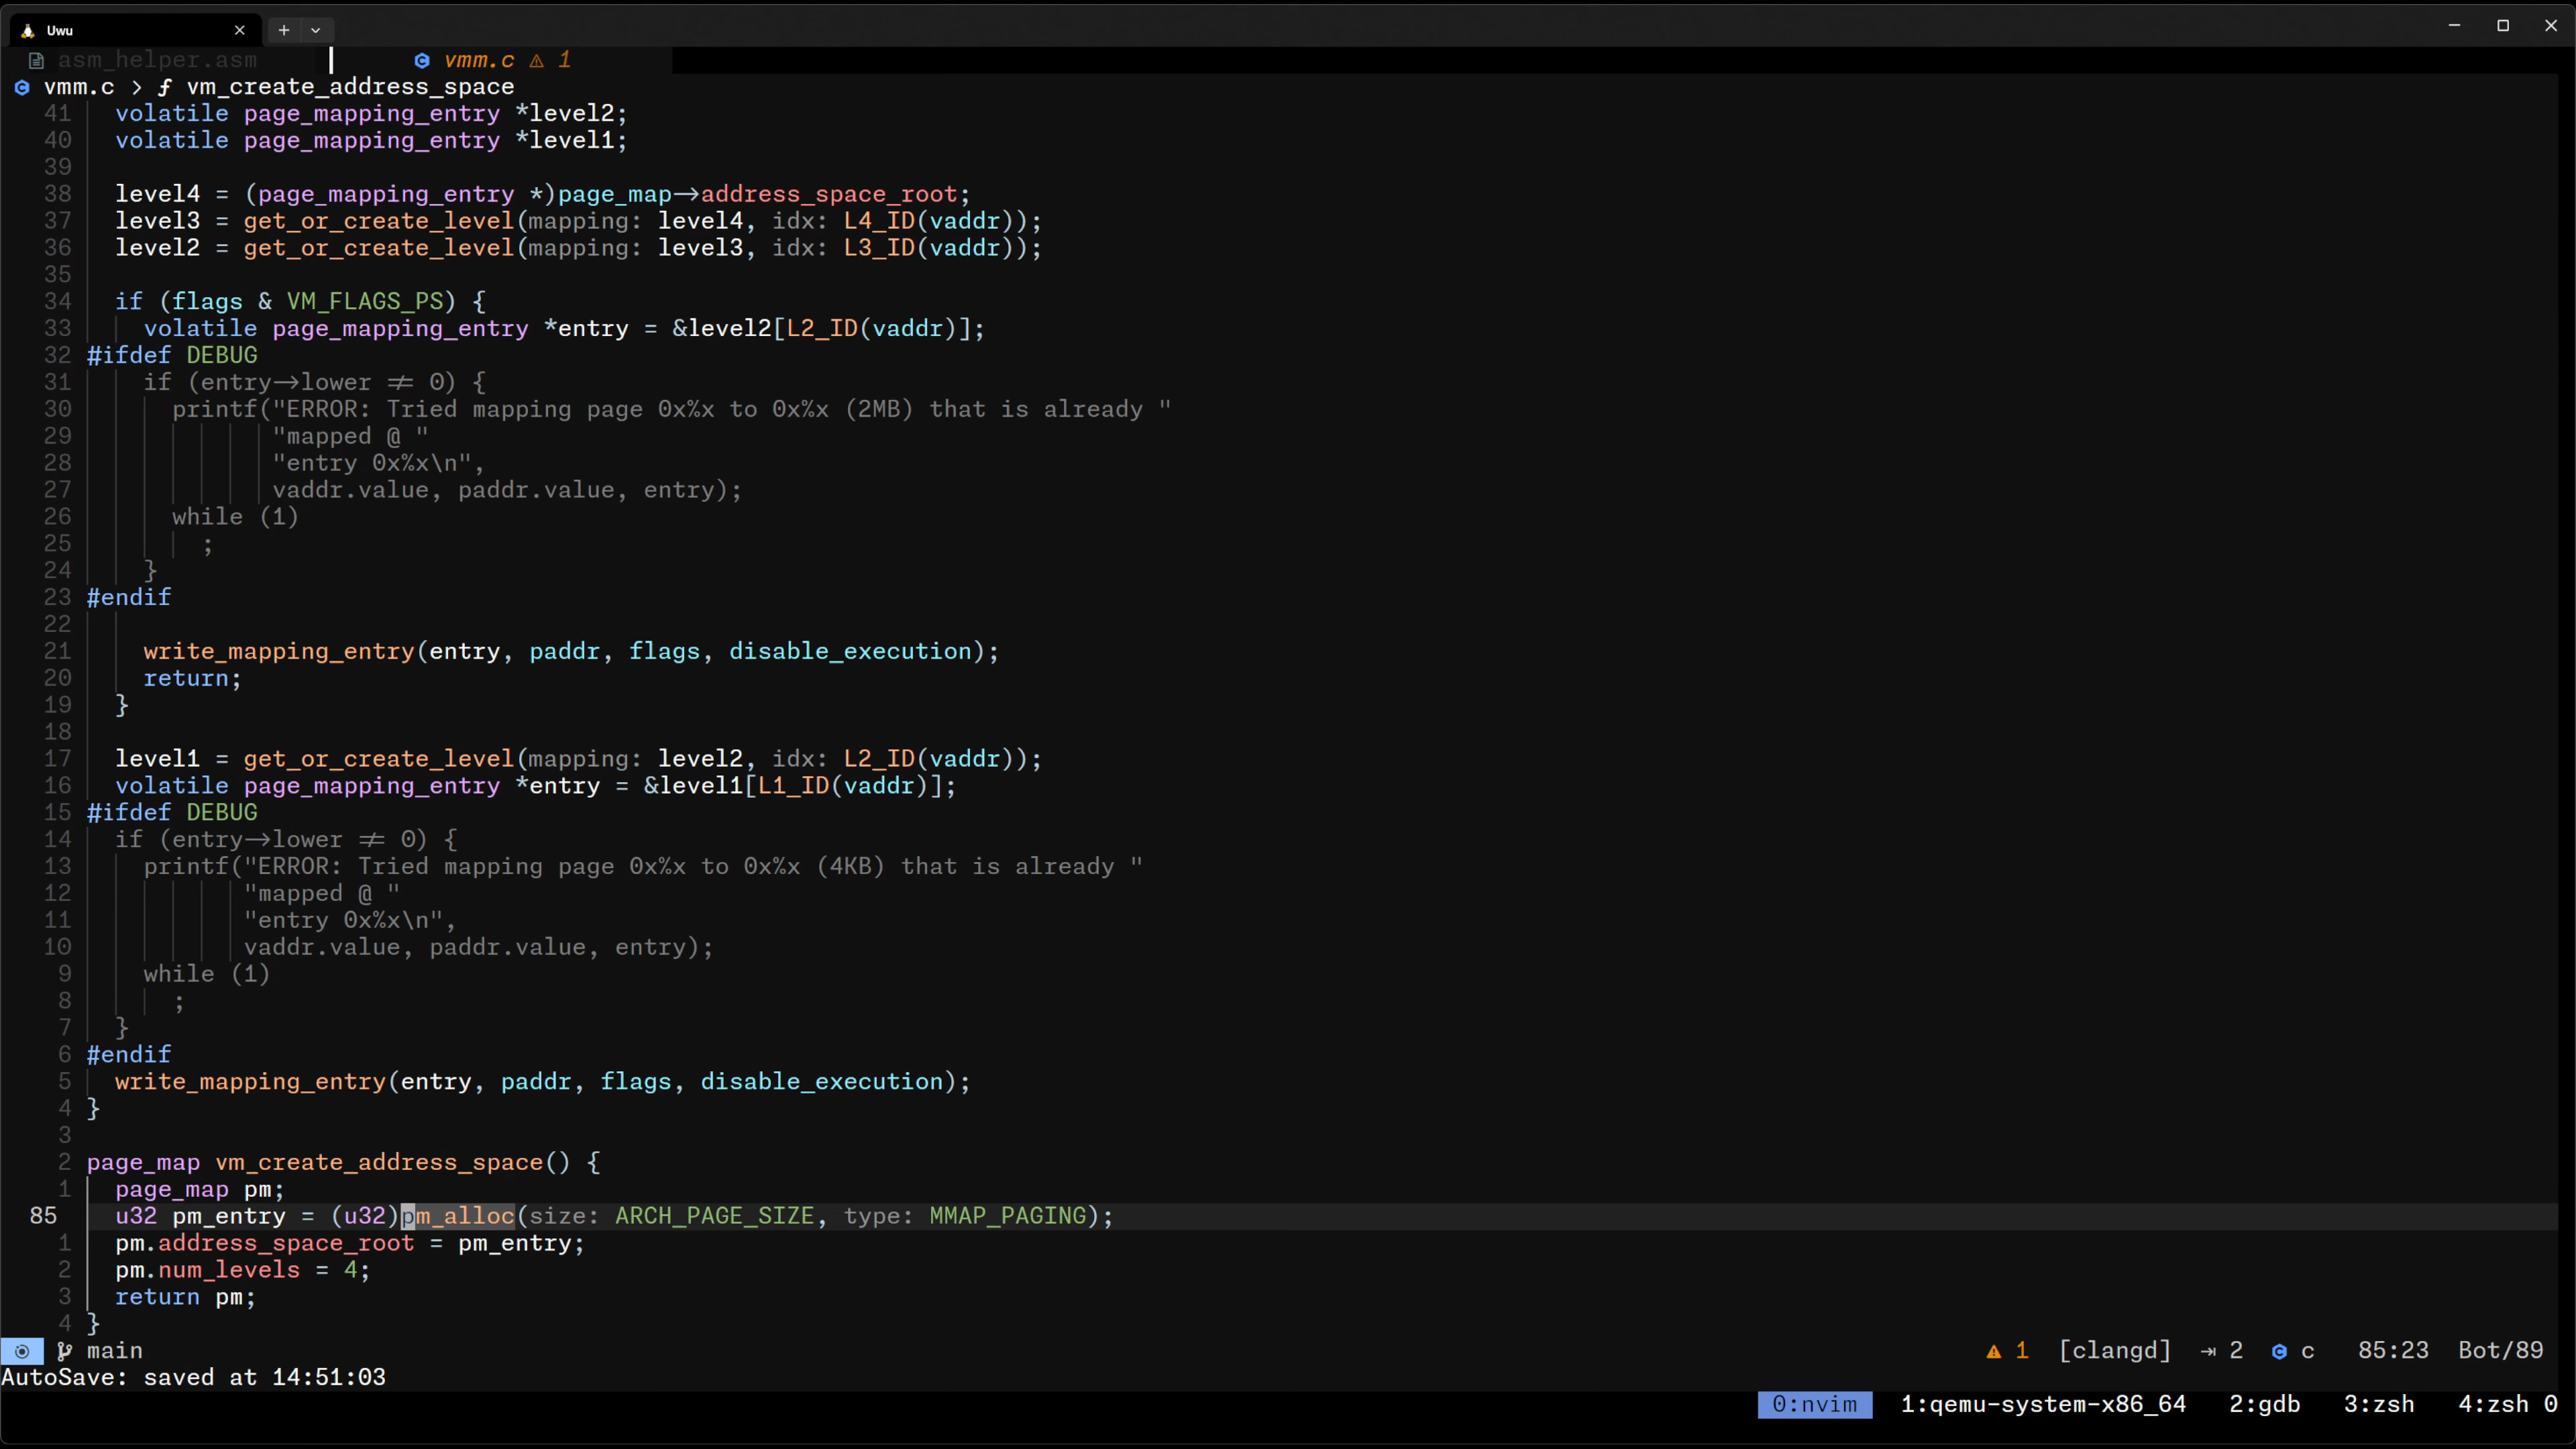 Uwu
asm_helper.asm vmm.c ⚠ 1
vmm.c > ƒ vm_create_address_space
41 volatile page_mapping_entry *level2;
40 volatile page_mapping_entry *level1;
39
38 level4 = (page_mapping_entry *)page_map->address_space_root;
37 level3 = get_or_create_level(mapping: level4, idx: L4_ID(vaddr));
36 level2 = get_or_create_level(mapping: level3, idx: L3_ID(vaddr));
35
34 if (flags & VM_FLAGS_PS) {
33 volatile page_mapping_entry *entry = &level2[L2_ID(vaddr)];
32 #ifdef DEBUG
31 if (entry->lower != 0) {
30 printf("ERROR: Tried mapping page 0x%x to 0x%x (2MB) that is already "
29 "mapped @ "
28 "entry 0x%x\n",
27 vaddr.value, paddr.value, entry);
26 while (1)
25 ;
24 }
23 #endif
22
21 write_mapping_entry(entry, paddr, flags, disable_execution);
20 return;
19 }
18
17 level1 = get_or_create_level(mapping: level2, idx: L2_ID(vaddr));
16 volatile page_mapping_entry *entry = &level1[L1_ID(vaddr)];
15 #ifdef DEBUG
14 if (entry->lower != 0) {
13 printf("ERROR: Tried mapping page 0x%x to 0x%x (4KB) that is already "
12 "mapped @ "
11 "entry 0x%x\n",
10 vaddr.value, paddr.value, entry);
9 while (1)
8 ;
7 }
6 #endif
5 write_mapping_entry(entry, paddr, flags, disable_execution);
4 }
3
2 page_map vm_create_address_space() {
1 page_map pm;
85 u32 pm_entry = (u32)pm_alloc(size: ARCH_PAGE_SIZE, type: MMAP_PAGING);
1 pm.address_space_root = pm_entry;
2 pm.num_levels = 4;
3 return pm;
4 }
main ⚠ 1 [clangd] ⇥ 2 c 85:23 Bot/89
AutoSave: saved at 14:51:03
0:nvim 1:qemu-system-x86_64 2:gdb 3:zsh 4:zsh 0